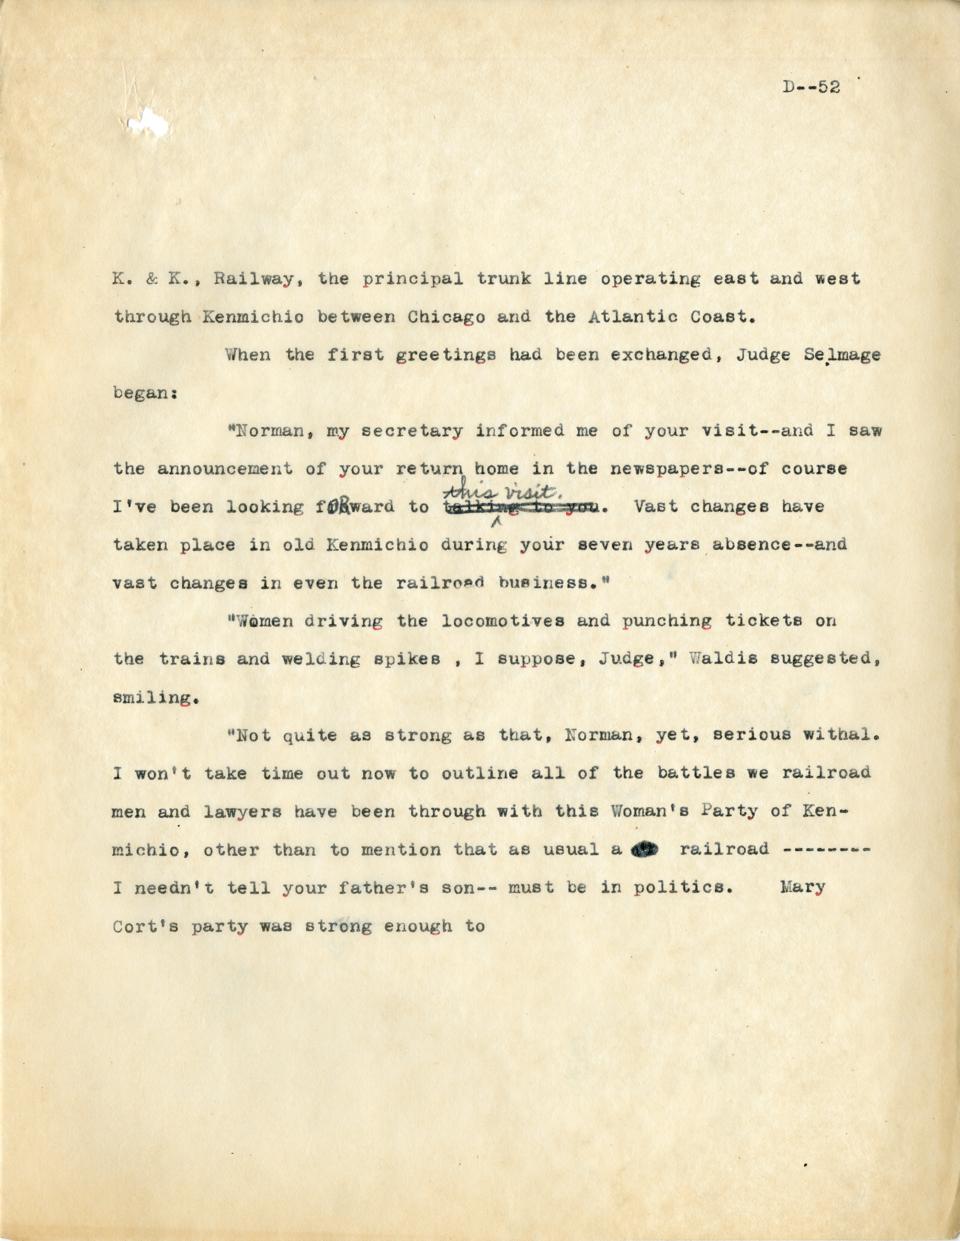 D--52
K. & K., Railway, the principal trunk line operating east and west
through Kenmichio between Chicago and the Atlantic Coast.
When the first greetings had been exchanged, Judge Selmage
began:
"Norman, my secretary informed me of your visit--and I saw
the announcement of your return home in the newspapers--of course
this visit.
I've been looking foRward to talking to you. Vast changes have
taken place in old Kenmichio during your seven years absence--and
vast changes in even the railroad business."
"Women driving the locomotives and punching tickets on
the trains and welding spikes , I suppose, Judge," Waldis suggested,
smiling.
"Not quite as strong as that, Norman, yet, serious withal.
I won't take time out now to outline all of the battles we railroad
men and lawyers have been through with this Woman's Party of Ken-
michio, other than to mention that as usual a railroad --------
I needn't tell your father's son-- must be in politics. Mary
Cort's party was strong enough to